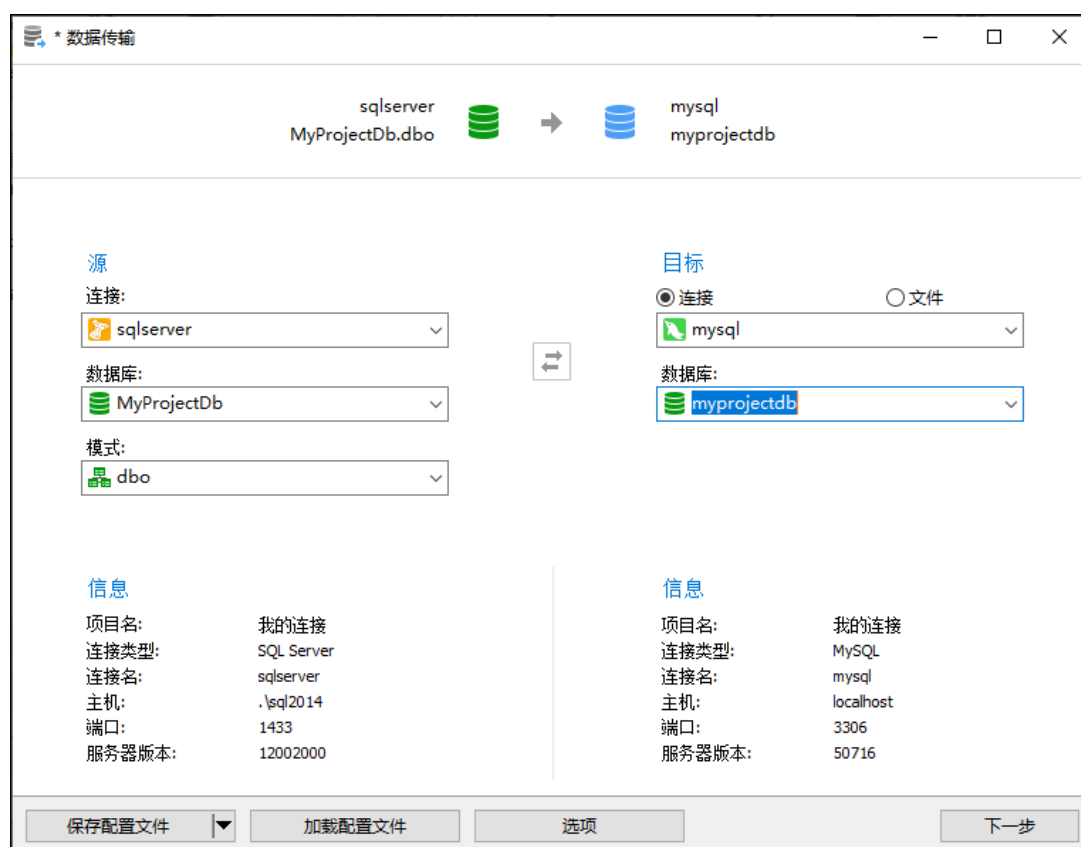 * 数据传输
sqlserver
MyProjectDb.dbo
mysql
myprojectdb
源
连接:
sqlserver
数据库:
MyProjectDb
模式:
dbo
目标
连接
文件
mysql
数据库:
myprojectdb
信息
项目名: 我的连接
连接类型: SQL Server
连接名: sqlserver
主机: .\sql2014
端口: 1433
服务器版本: 12002000
信息
项目名: 我的连接
连接类型: MySQL
连接名: mysql
主机: localhost
端口: 3306
服务器版本: 50716
保存配置文件
加载配置文件
选项
下一步